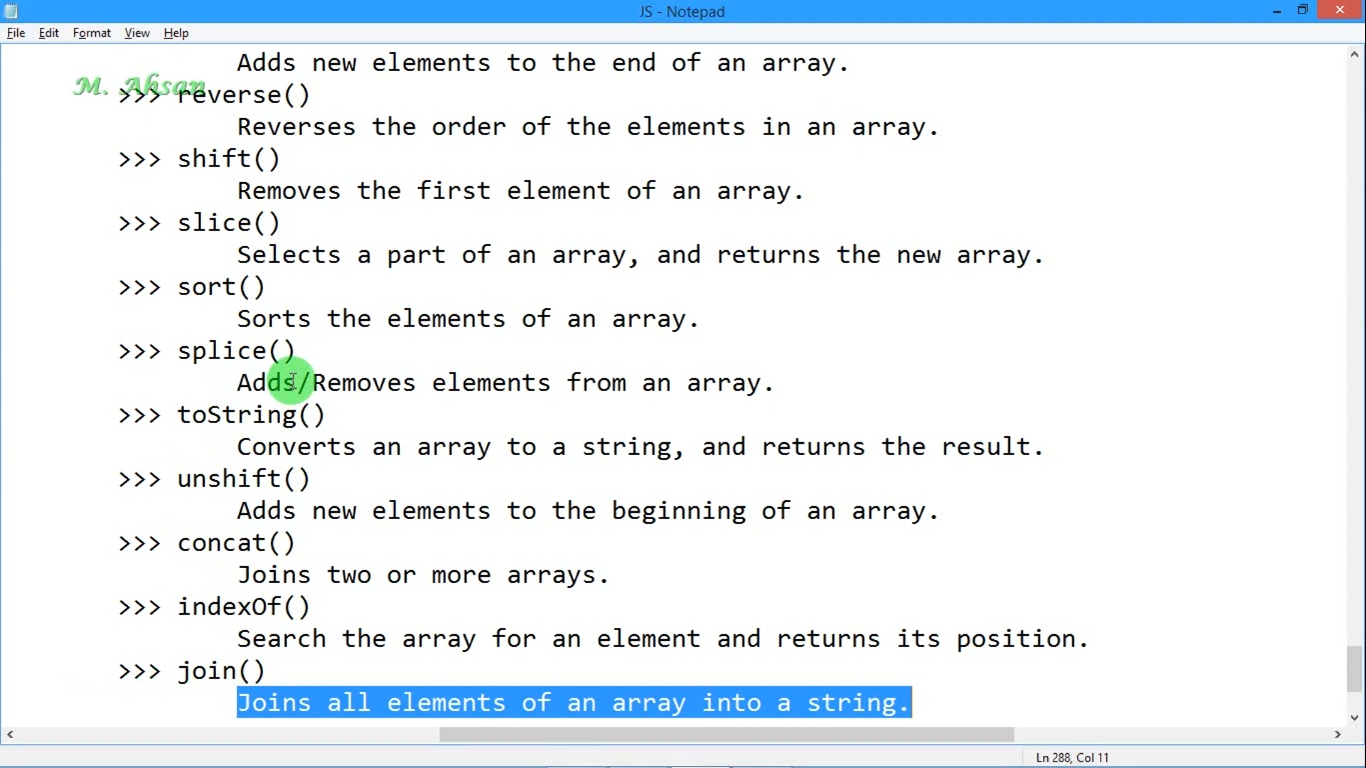 JS - Notepad
File Edit Format View Help
Adds new elements to the end of an array.
M. Ahsan
>>> reverse()
Reverses the order of the elements in an array.
>>> shift()
Removes the first element of an array.
>>> slice()
Selects a part of an array, and returns the new array.
>>> sort()
Sorts the elements of an array.
>>> splice()
Adds/Removes elements from an array.
>>> toString()
Converts an array to a string, and returns the result.
>>> unshift()
Adds new elements to the beginning of an array.
>>> concat()
Joins two or more arrays.
>>> indexOf()
Search the array for an element and returns its position.
>>> join()
Joins all elements of an array into a string.
Ln 288, Col 11